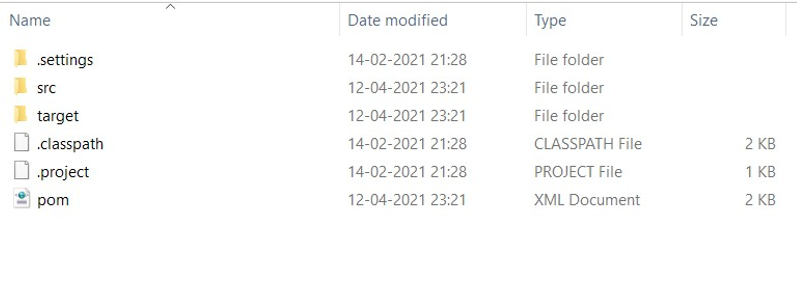 Name Date modified Type Size
.settings 14-02-2021 21:28 File folder
src 12-04-2021 23:21 File folder
target 12-04-2021 23:21 File folder
.classpath 14-02-2021 21:28 CLASSPATH File 2 KB
.project 14-02-2021 21:28 PROJECT File 1 KB
pom 12-04-2021 23:21 XML Document 2 KB